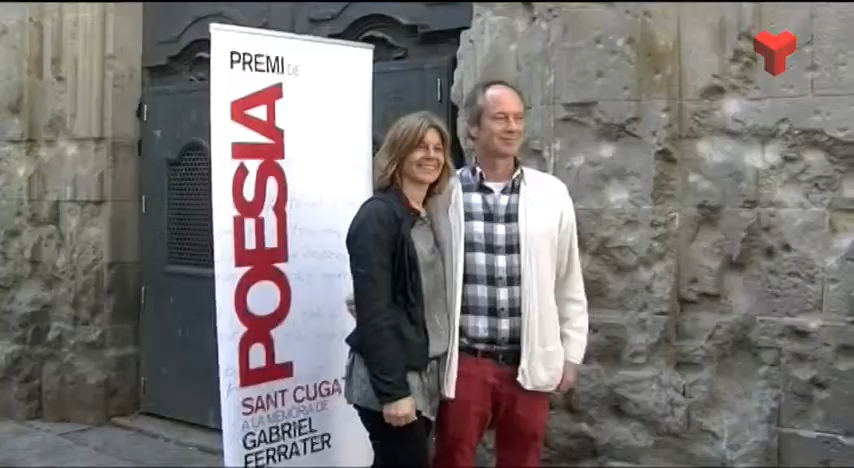 PREMI DE
POESIA
SANT CUGAT
A LA MEMÒRIA DE
GABRIEL
FERRATER